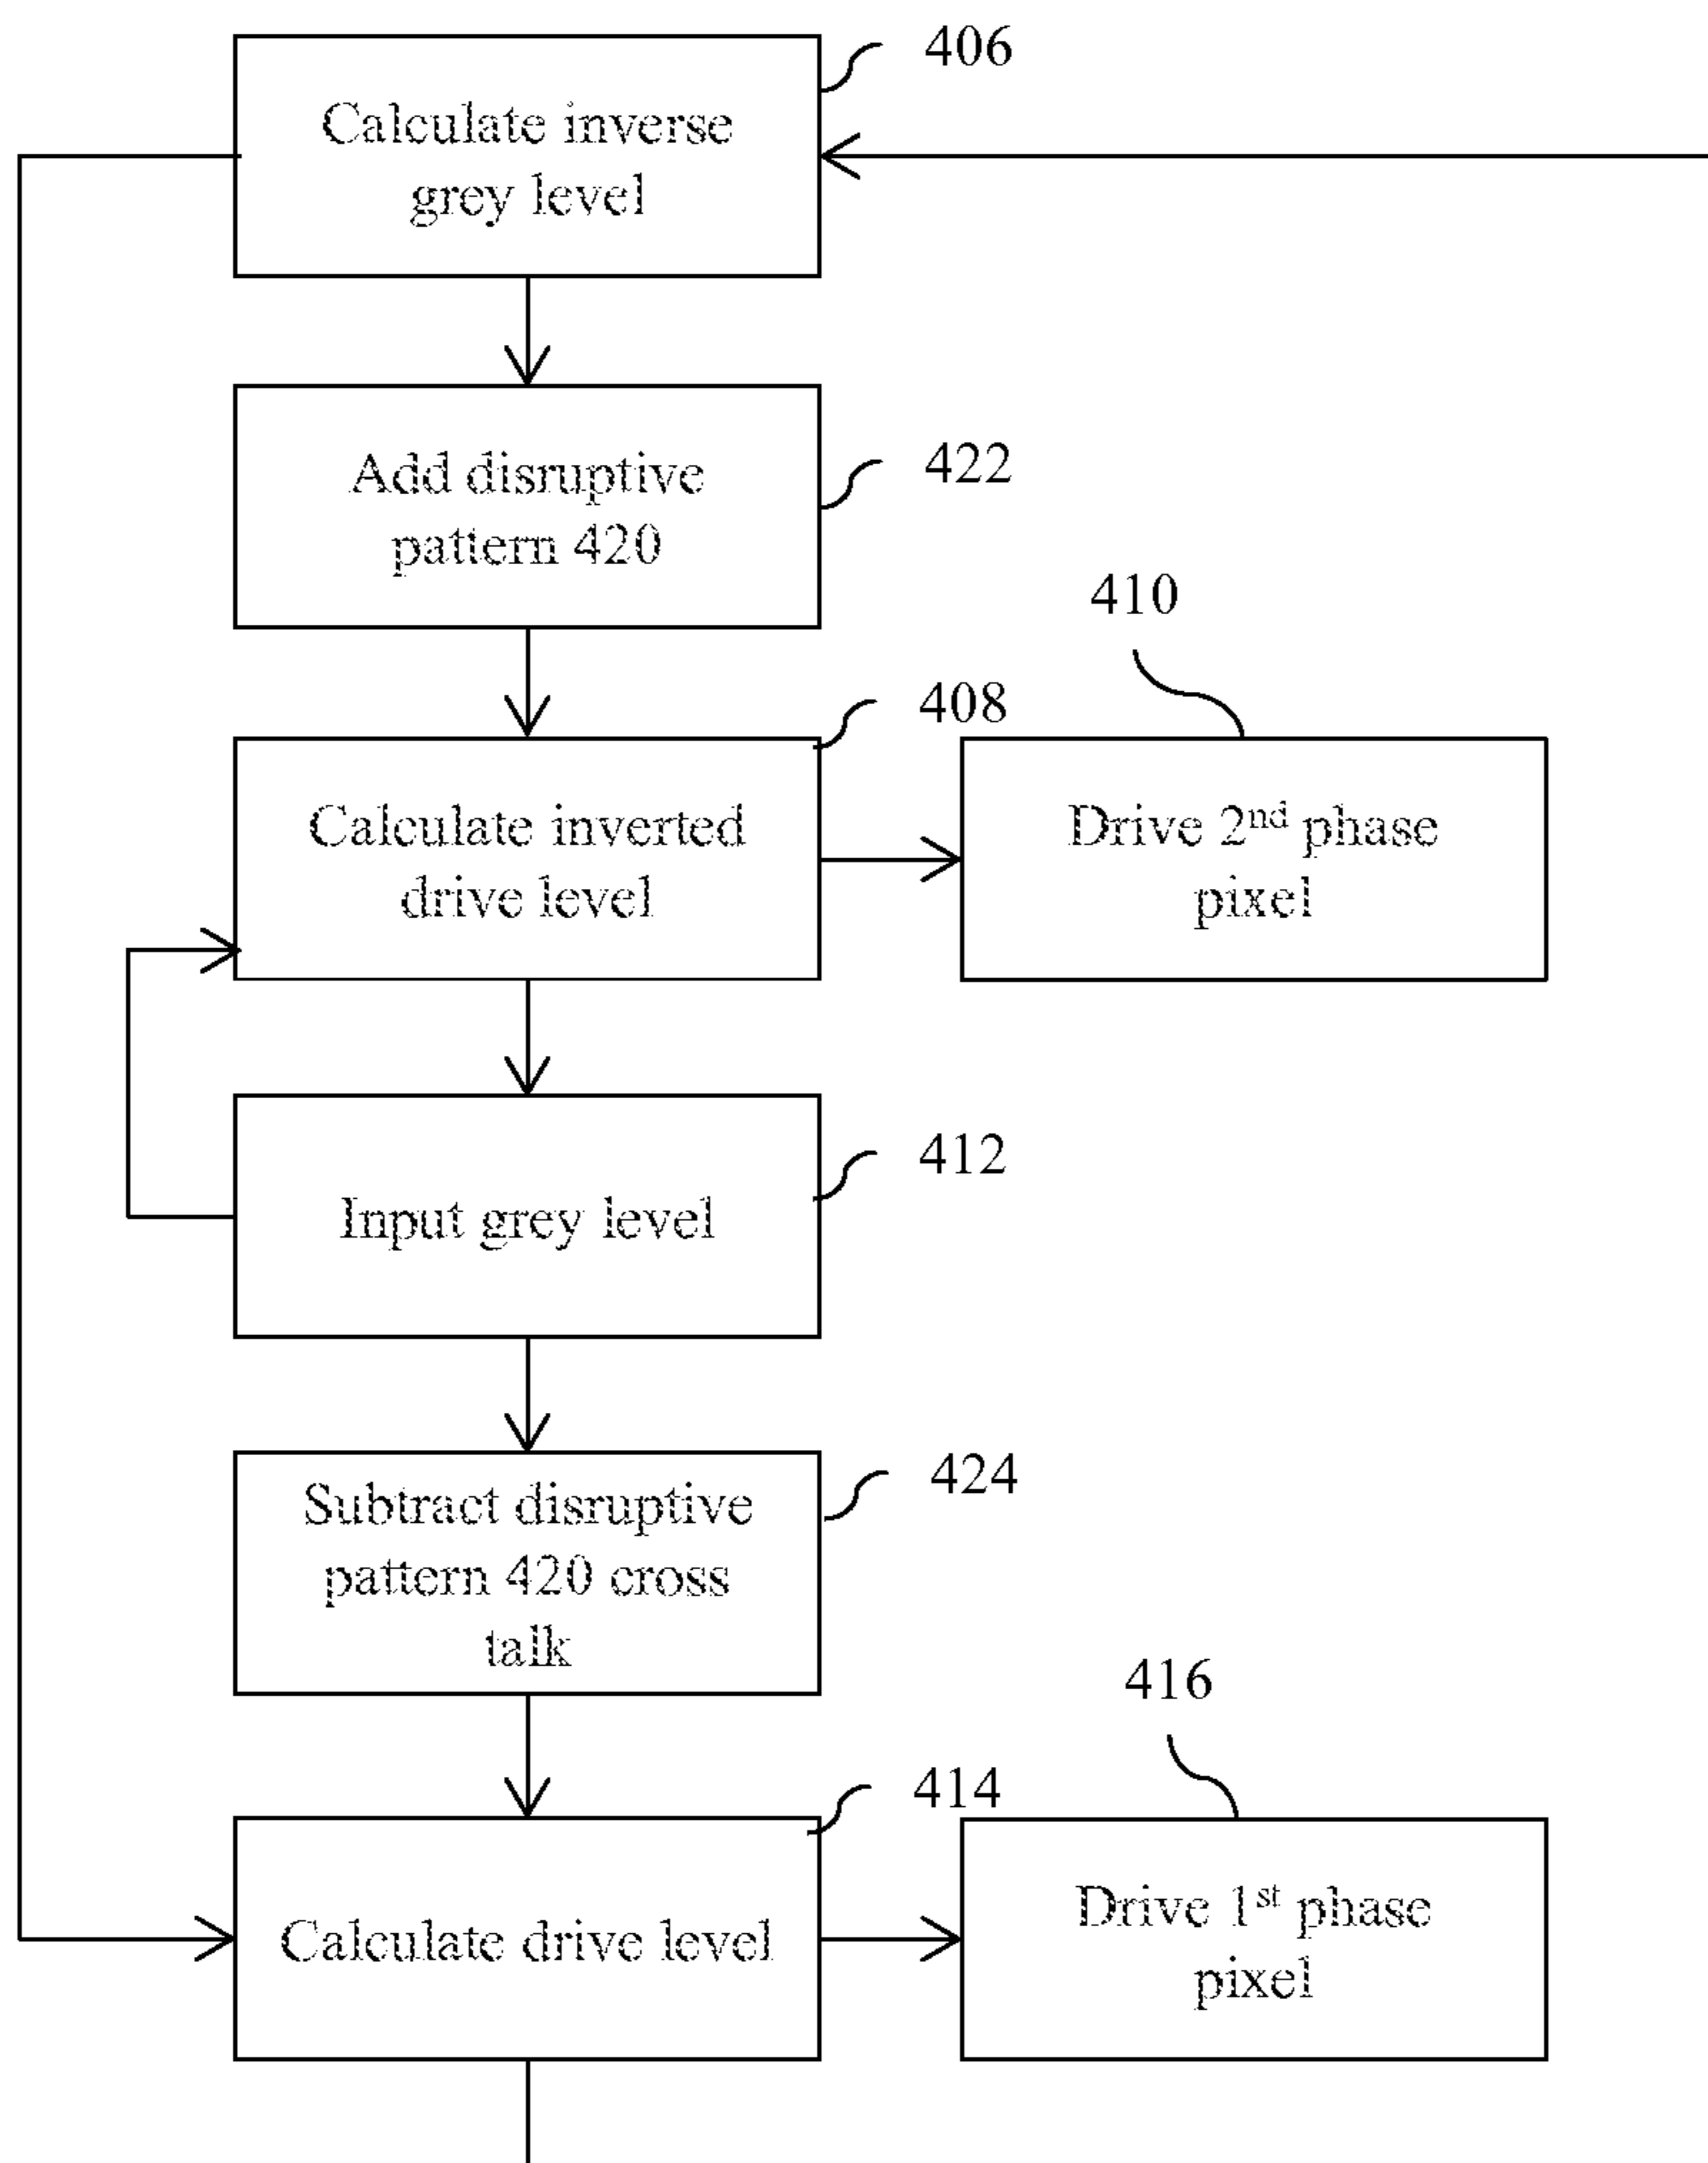 406
Calculate inverse
grey level
Add disruptive
pattern 420
422
410
408
Calculate inverted
drive level
Drive 2nd phase
pixel
412
Input grey level
Subtract disruptive
pattern 420 cross
talk
424
416
414
Calculate drive level
Drive 1st phase
pixel